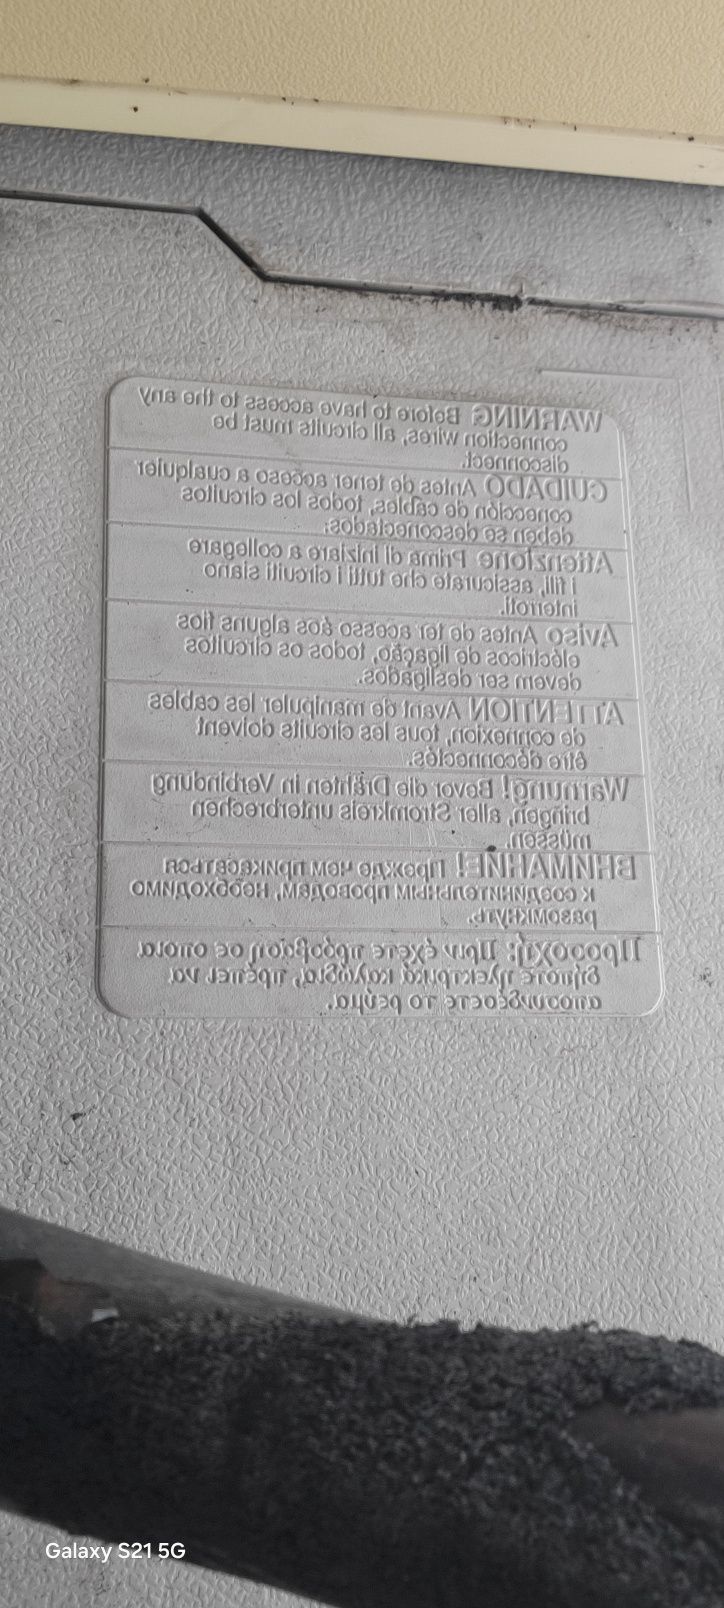 WARNING Before to have access to the any
connection wires, all circuits must be
disconnect.
CUIDADO Antes de tener acceso a cualquier
conección de cables, todos los circuitos
deben se desconectados;
Attenzione Prima di iniziare a collegare
i fili, assicurate che tutti i circuiti siano
interroti.
Aviso Antes de ter acesso aos alguns fios
eléctricos de ligação, todos os circuitos
devem ser desligados.
ATTENTION Avant de manipuler les cables
de connexion, tous les circuits doivent
être déconnectés.
Warnung! Bevor die Drähten in Verbindung
bringen, aller Stromkreis unterbrechen
müssen.
ВНИМАНИЕ! Прежде чем прикасаться
к соединительным проводам, необходимо
разомкнуть.
Προσοχή: Πριν έχετε πρόσβαση σε οποια
δήποτε ηλεκτρικά καλώδια, πρέπει να
αποσυνδέσετε το ρεύμα.
Galaxy S21 5G